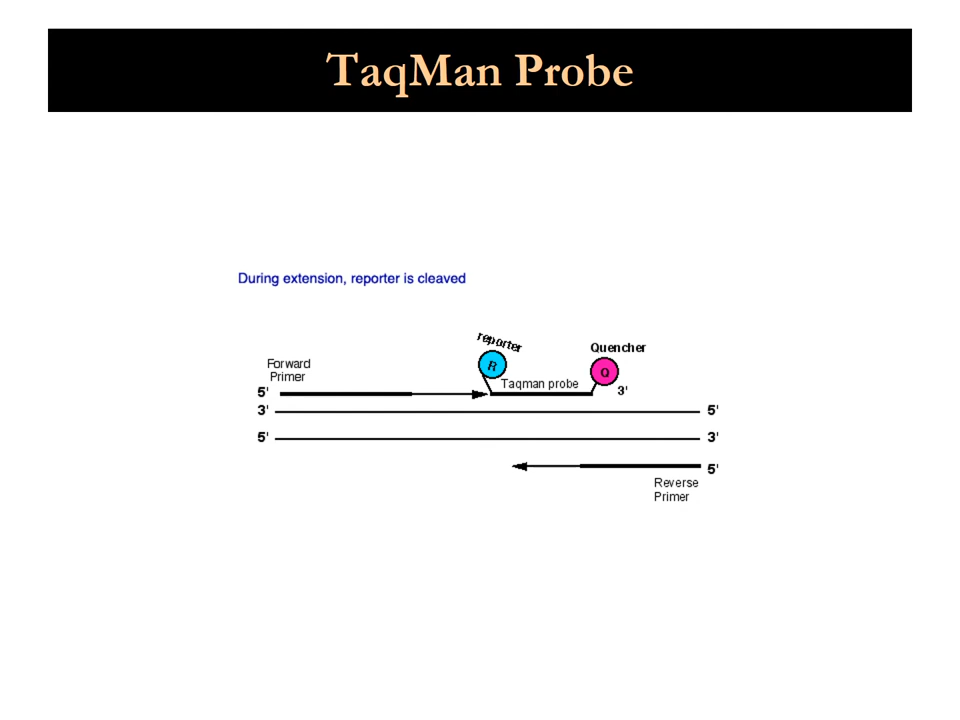 TaqMan Probe
During extension, reporter is cleaved
reporter
Quencher
Forward
Primer
R
Q
Taqman probe
5'
3'
3'
5'
5'
3'
5'
Reverse
Primer